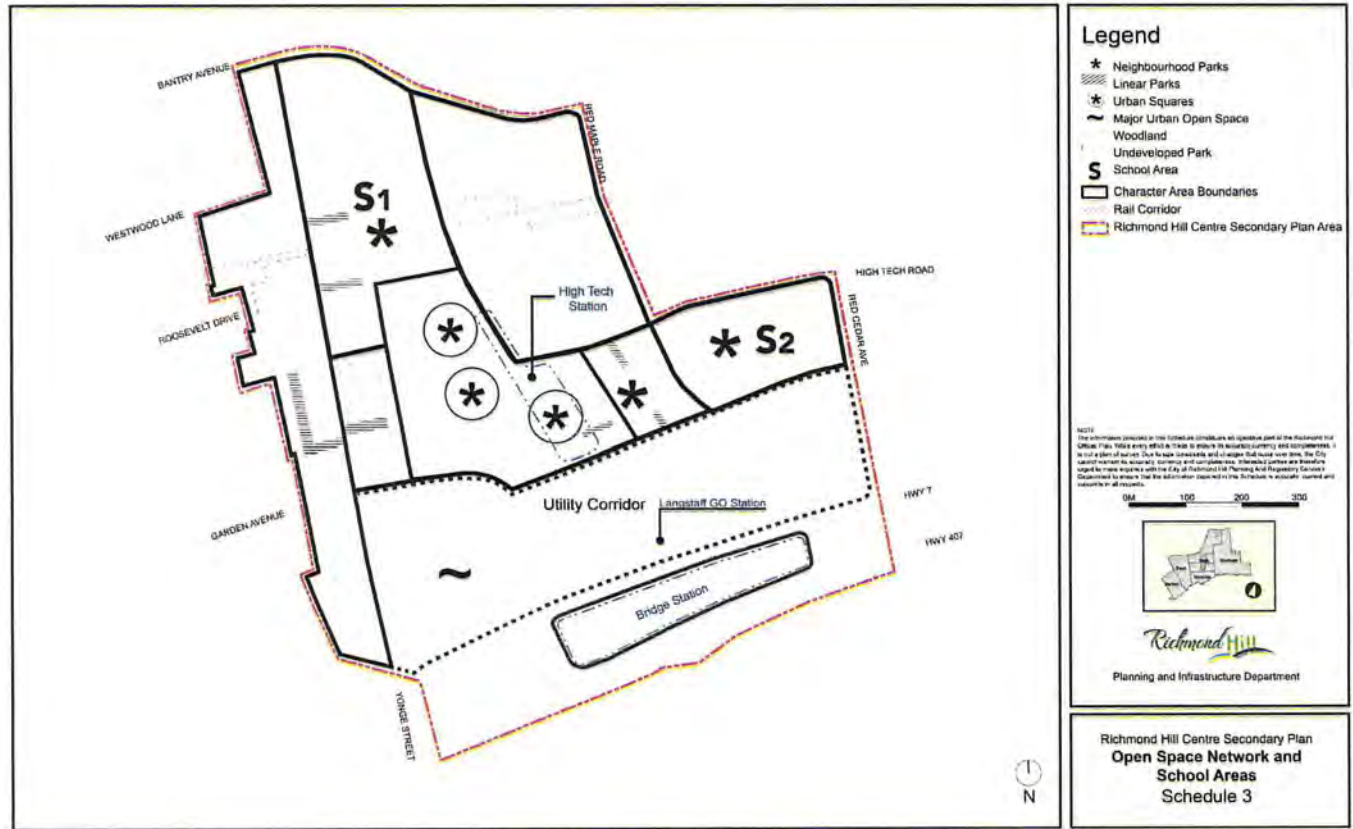 BANTRY AVENUE
RED MAPLE ROAD
WESTWOOD LANE
S1
*
HIGH TECH ROAD
High Tech
Station
ROOSEVELT DRIVE
RED CEDAR AVE
* S2
*
*
*
*
Utility Corridor
Langstaff GO Station
HWY 7
GARDEN AVENUE
HWY 407
~
Bridge Station
YONGE STREET
N
Legend
* Neighbourhood Parks
Linear Parks
* Urban Squares
~ Major Urban Open Space
Woodland
Undeveloped Park
S School Area
Character Area Boundaries
Rail Corridor
Richmond Hill Centre Secondary Plan Area
NOTE
0M 100 200 300
Richmond Hill
Planning and Infrastructure Department
Richmond Hill Centre Secondary Plan
Open Space Network and
School Areas
Schedule 3